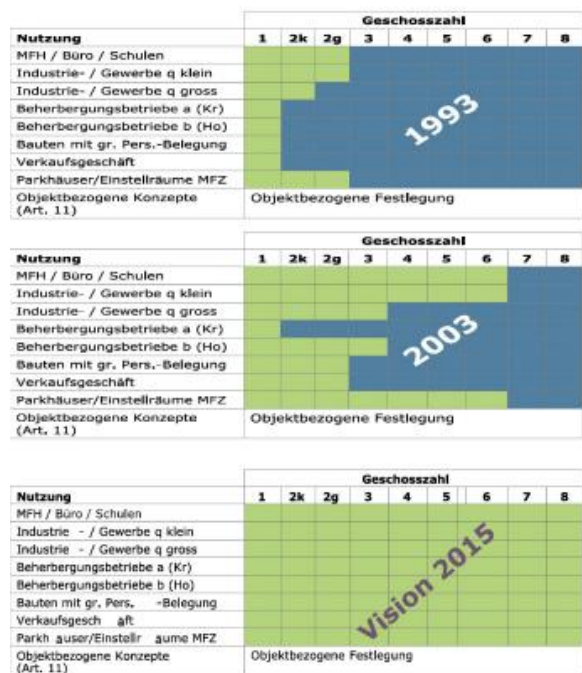 Geschosszahl
Nutzung 1 2k 2g 3 4 5 6 7 8
MFH / Büro / Schulen
Industrie- / Gewerbe q klein
Industrie- / Gewerbe q gross
Beherbergungsbetriebe a (Kr)
Beherbergungsbetriebe b (Ho)
Bauten mit gr. Pers.-Belegung
Verkaufsgeschäft
Parkhäuser/Einstellräume MFZ
1993
Objektbezogene Konzepte Objektbezogene Festlegung
(Art. 11)
Geschosszahl
Nutzung 1 2k 2g 3 4 5 6 7 8
MFH / Büro / Schulen
Industrie- / Gewerbe q klein
Industrie- / Gewerbe q gross
Beherbergungsbetriebe a (Kr)
Beherbergungsbetriebe b (Ho)
Bauten mit gr. Pers.-Belegung
Verkaufsgeschäft
Parkhäuser/Einstellräume MFZ
2003
Objektbezogene Konzepte Objektbezogene Festlegung
(Art. 11)
Geschosszahl
Nutzung 1 2k 2g 3 4 5 6 7 8
MFH / Büro / Schulen
Industrie - / Gewerbe q klein
Industrie - / Gewerbe q gross
Beherbergungsbetriebe a (Kr)
Beherbergungsbetriebe b (Ho)
Bauten mit gr. Pers. -Belegung
Verkaufsgesch äft
Parkh äuser/Einstellr äume MFZ
Vision 2015
Objektbezogene Konzepte Objektbezogene Festlegung
(Art. 11)